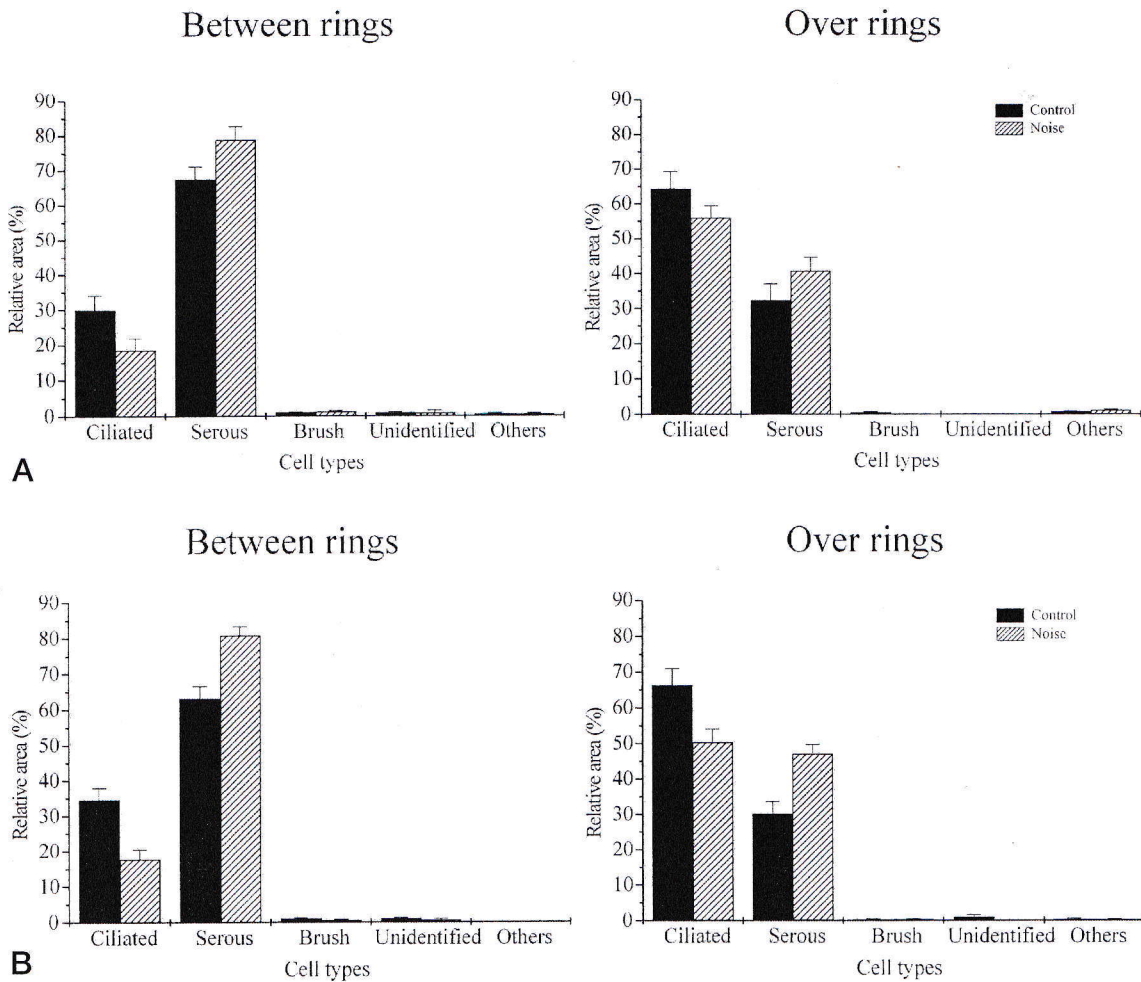 Between rings
Over rings
90
80
70
60
50
40
30
20
10
0
Relative area (%)
Ciliated Serous Brush Unidentified Others
Cell types
90
80
70
60
50
40
30
20
10
0
Relative area (%)
Control
Noise
Ciliated Serous Brush Unidentified Others
Cell types
A
Between rings
Over rings
90
80
70
60
50
40
30
20
10
0
Relative area (%)
Ciliated Serous Brush Unidentified Others
Cell types
90
80
70
60
50
40
30
20
10
0
Relative area (%)
Control
Noise
Ciliated Serous Brush Unidentified Others
Cell types
B